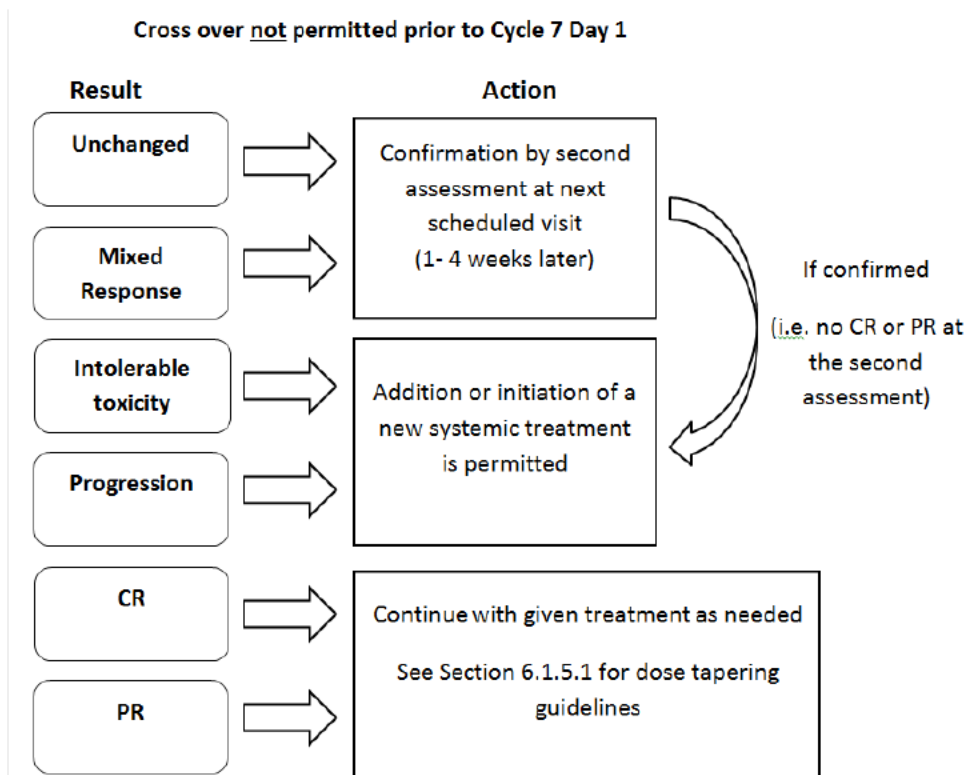 Cross over not permitted prior to Cycle 7 Day 1
Result
Action
Unchanged
Confirmation by second
assessment at next
scheduled visit
(1- 4 weeks later)
Mixed
Response
If confirmed
(i.e. no CR or PR at
the second
assessment)
Intolerable
toxicity
Addition or initiation of a
new systemic treatment
is permitted
Progression
CR
Continue with given treatment as needed
See Section 6.1.5.1 for dose tapering
guidelines
PR